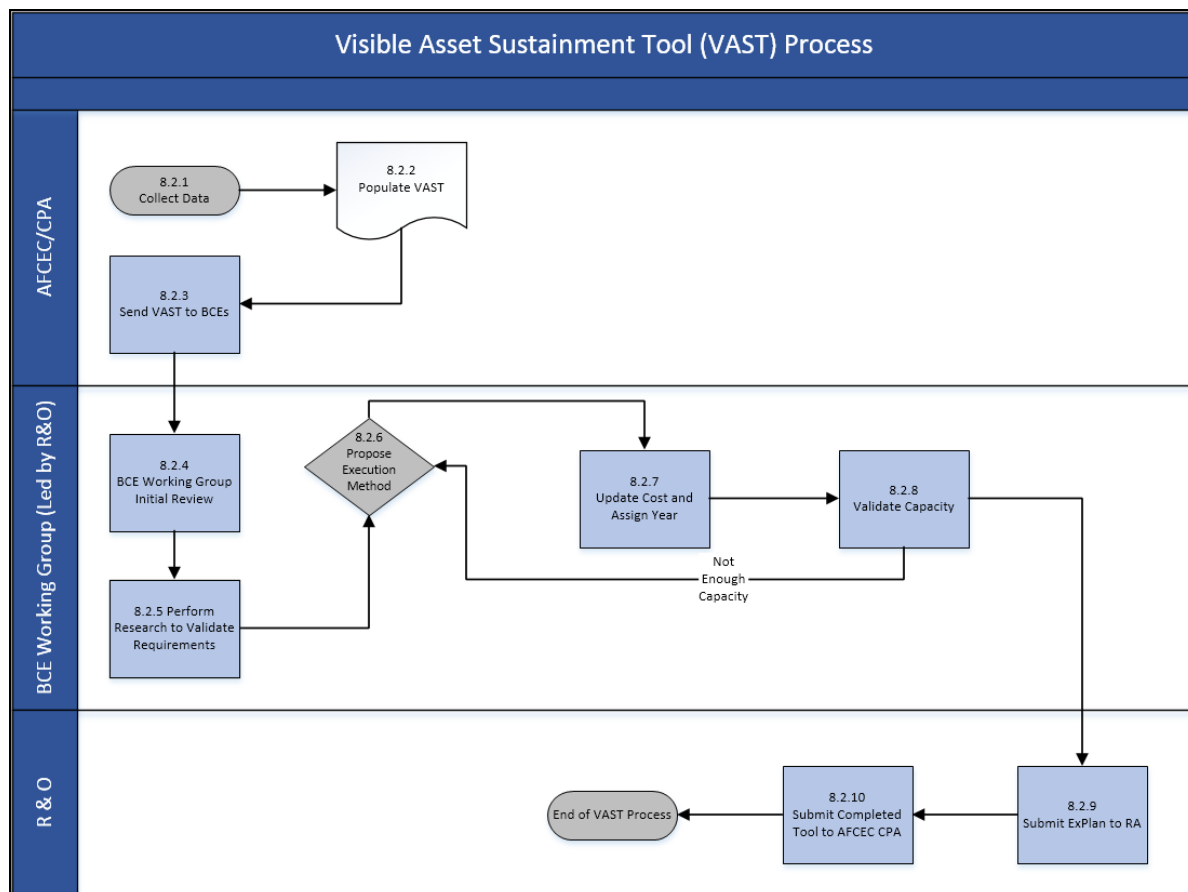 Visible Asset Sustainment Tool (VAST) Process
AFCEC/CPA
8.2.1
Collect Data
8.2.2
Populate VAST
8.2.3
Send VAST to BCEs
BCE Working Group (Led by R&O)
8.2.4
BCE Working Group
Initial Review
8.2.5 Perform
Research to Validate
Requirements
8.2.6
Propose
Execution
Method
8.2.7
Update Cost and
Assign Year
8.2.8
Validate Capacity
Not
Enough
Capacity
R & O
End of VAST Process
8.2.10
Submit Completed
Tool to AFCEC CPA
8.2.9
Submit ExPlan to RA